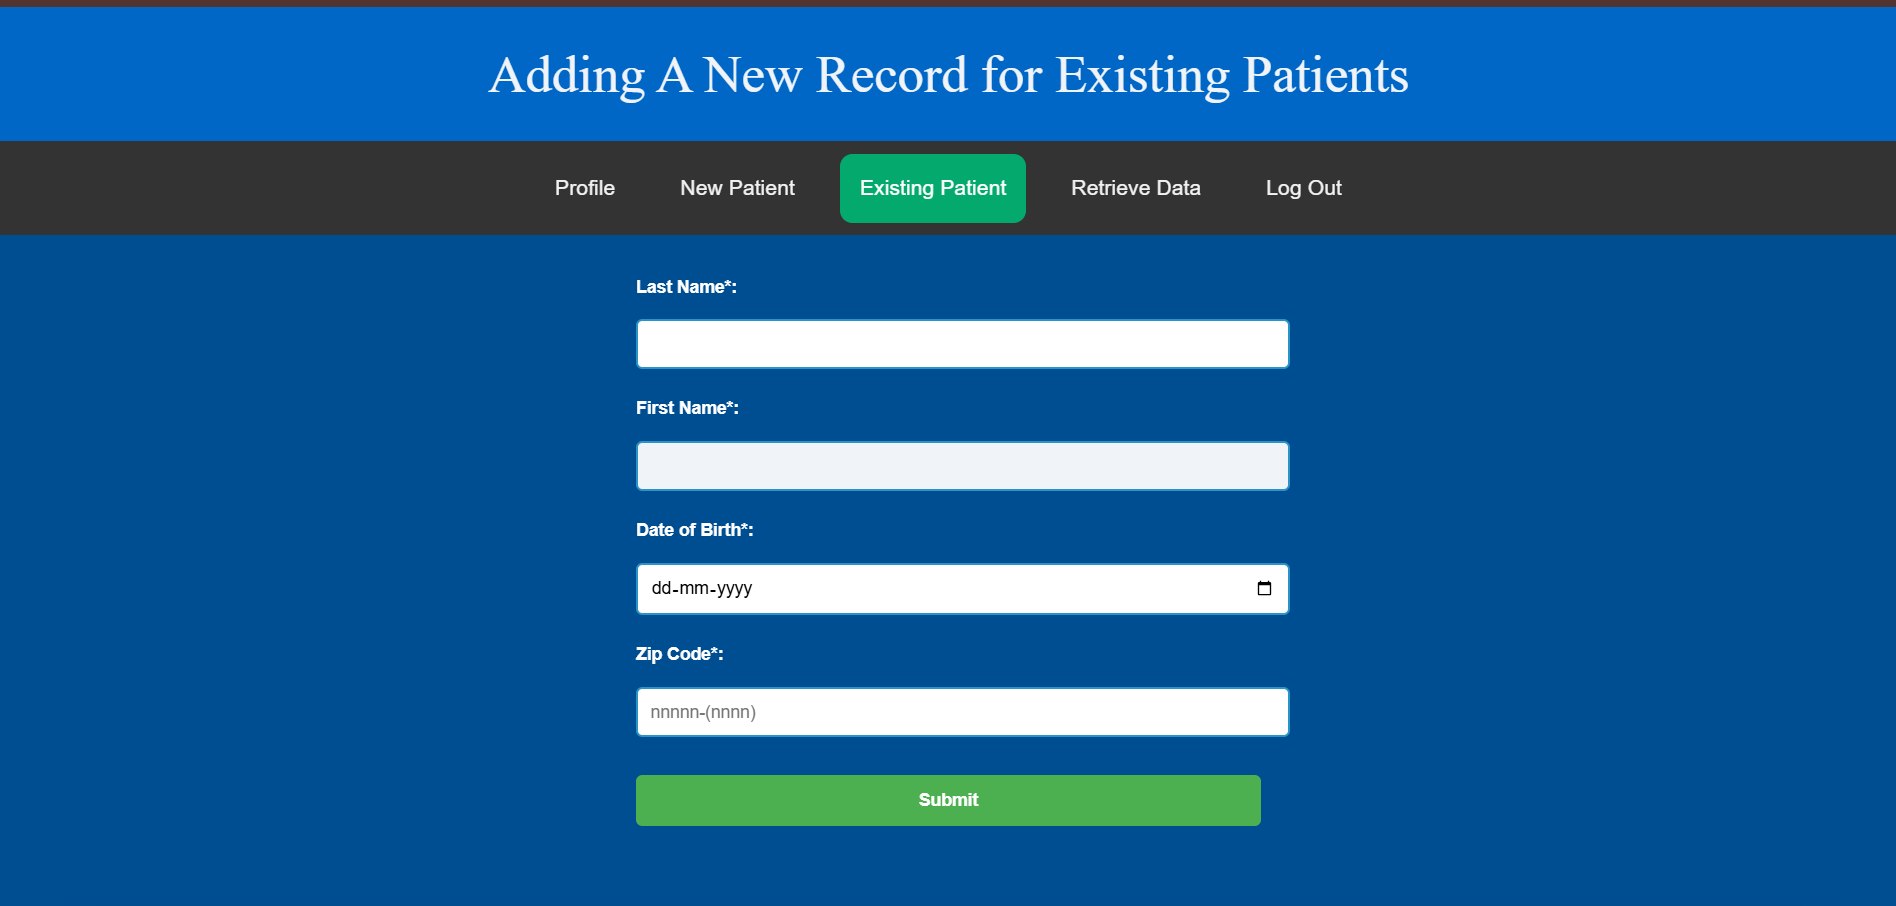 Adding A New Record for Existing Patients
Profile New Patient Existing Patient Retrieve Data Log Out
Last Name*:
First Name*:
Date of Birth*:
dd-mm-yyyy
Zip Code*:
nnnnn-(nnnn)
Submit